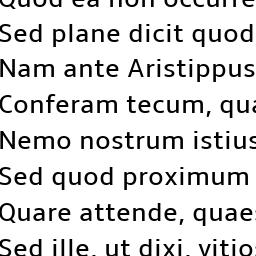 Quod ea non occurre
Sed plane dicit quod
Nam ante Aristippus
Conferam tecum, qua
Nemo nostrum istius
Sed quod proximum
Quare attende, quaes
Sed ille, ut dixi, vitios